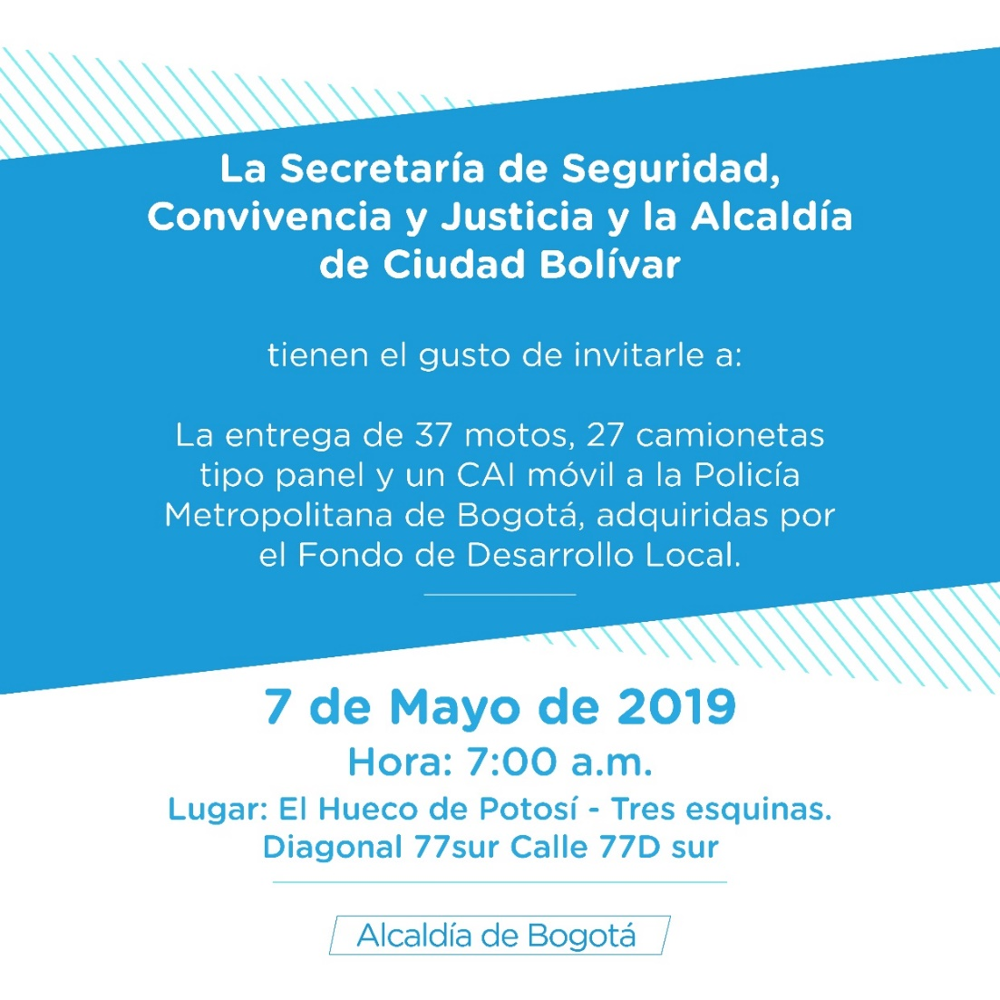 La Secretaría de Seguridad,
Convivencia y Justicia y la Alcaldía
de Ciudad Bolívar
tienen el gusto de invitarle a:
La entrega de 37 motos, 27 camionetas
tipo panel y un CAI móvil a la Policía
Metropolitana de Bogotá, adquiridas por
el Fondo de Desarrollo Local.
7 de Mayo de 2019
Hora: 7:00 a.m.
Lugar: El Hueco de Potosí - Tres esquinas.
Diagonal 77sur Calle 77D sur
Alcaldía de Bogotá